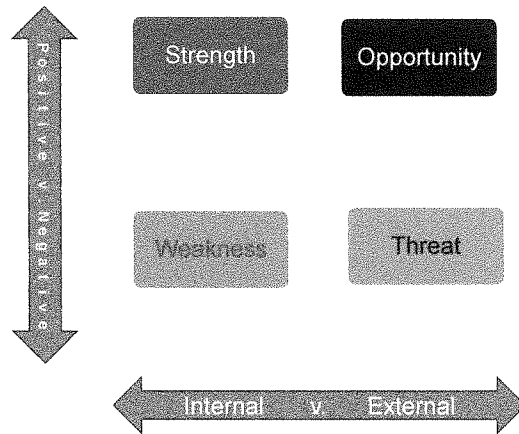 Positive v Negative
Strength
Opportunity
Weakness
Threat
Internal v. External